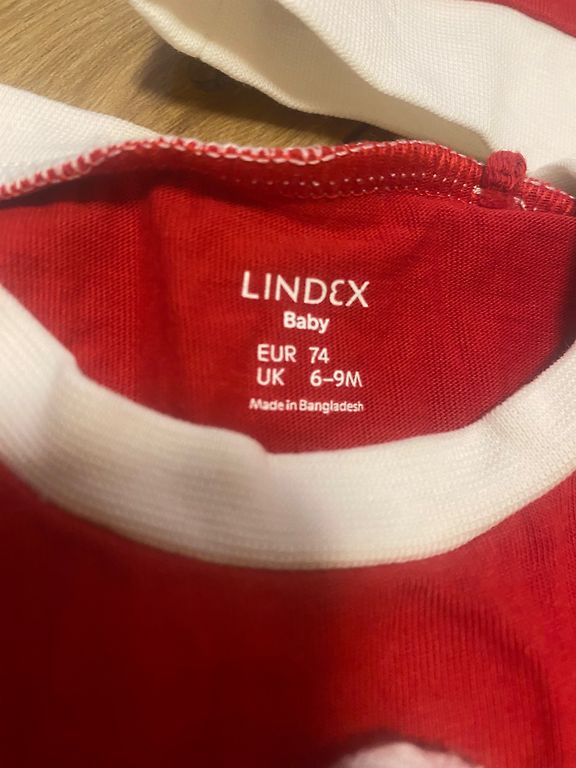 LINDEX
Baby
EUR 74
UK 6–9M
Made in Bangladesh